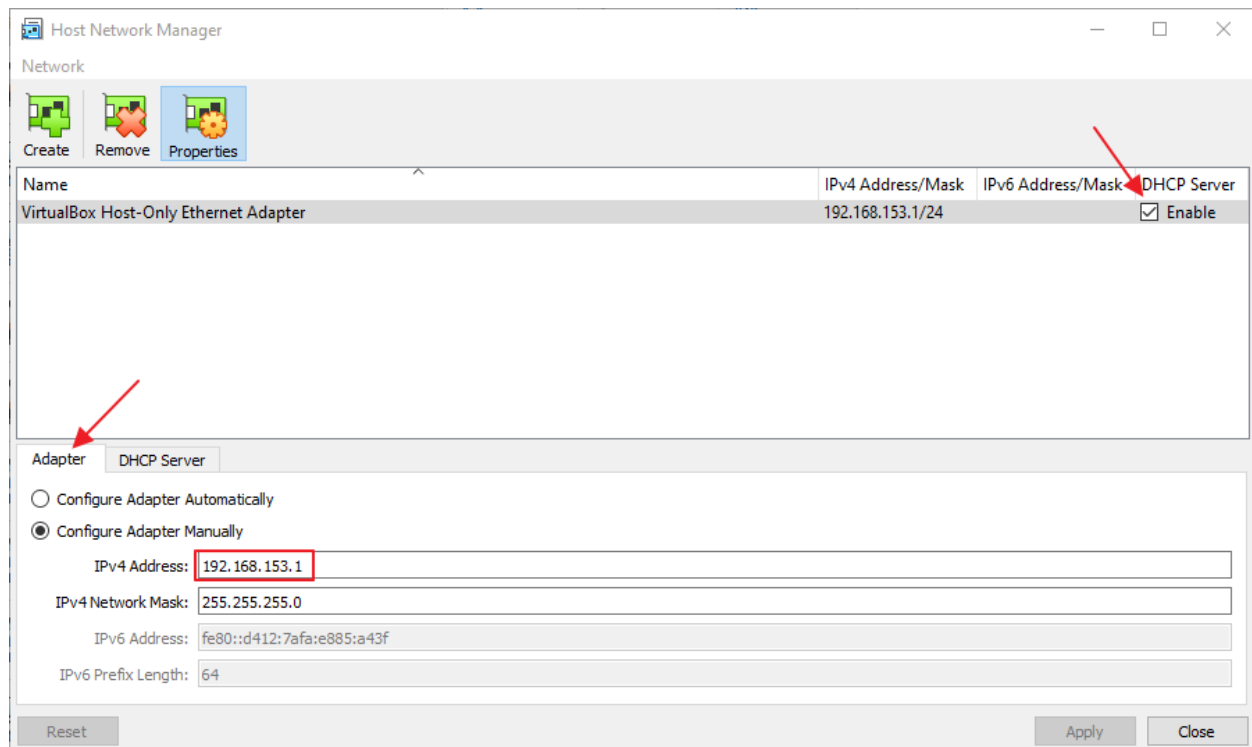 Host Network Manager
Network
Create Remove Properties
Name IPv4 Address/Mask IPv6 Address/Mask DHCP Server
VirtualBox Host-Only Ethernet Adapter 192.168.153.1/24 Enable
Adapter DHCP Server
Configure Adapter Automatically
Configure Adapter Manually
IPv4 Address: 192.168.153.1
IPv4 Network Mask: 255.255.255.0
IPv6 Address: fe80::d412:7afa:e885:a43f
IPv6 Prefix Length: 64
Reset Apply Close